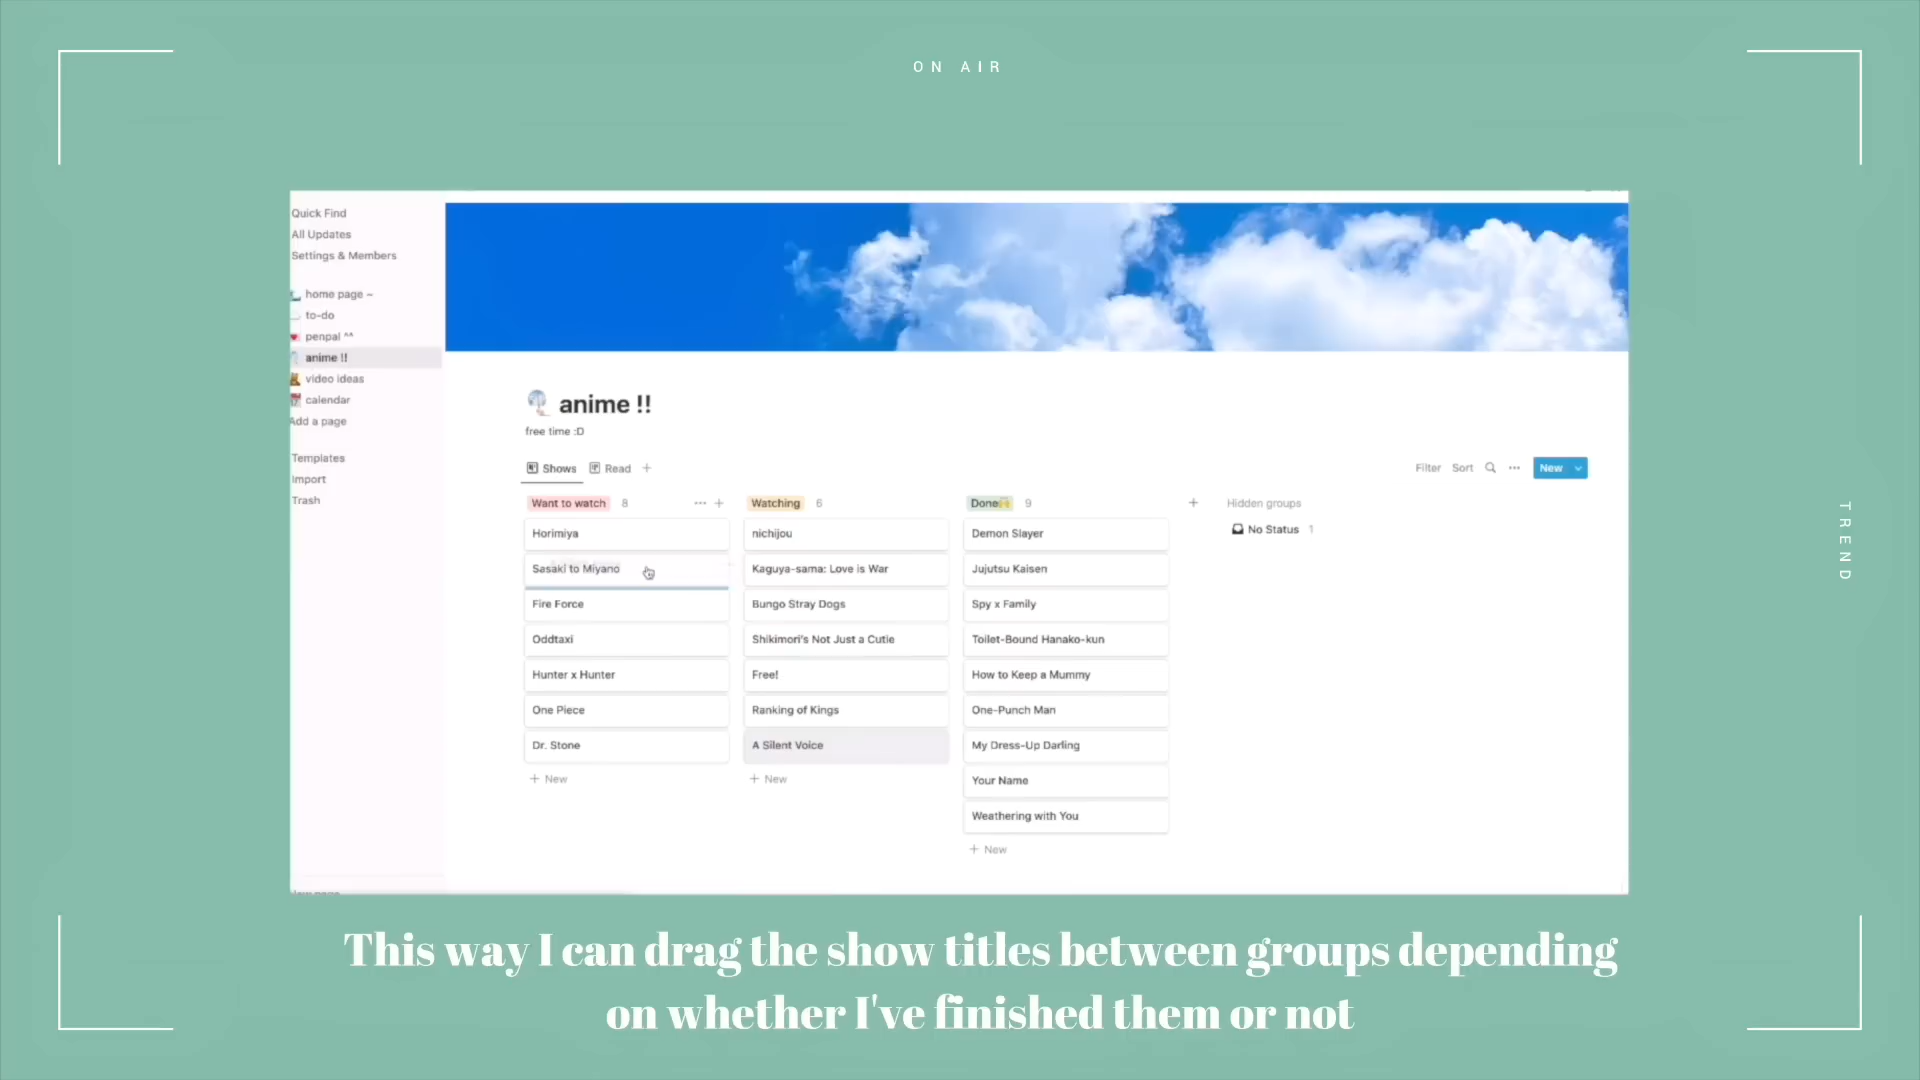 ON AIR
Quick Find
All Updates
Settings & Members
home page ~
to-do
penpal ^^
anime !!
video ideas
calendar
Add a page
Templates
Import
Trash
anime !!
free time :D
Shows Read +
Filter Sort ••• New
Want to watch 8 ••• +
Horimiya
Sasaki to Miyano
Fire Force
Oddtaxi
Hunter x Hunter
One Piece
Dr. Stone
+ New
Watching 6
nichijou
Kaguya-sama: Love is War
Bungo Stray Dogs
Shikimori's Not Just a Cutie
Free!
Ranking of Kings
A Silent Voice
+ New
Done 9
Demon Slayer
Jujutsu Kaisen
Spy x Family
Toilet-Bound Hanako-kun
How to Keep a Mummy
One-Punch Man
My Dress-Up Darling
Your Name
Weathering with You
+ New
+
Hidden groups
No Status 1
TREND
This way I can drag the show titles between groups depending
on whether I've finished them or not